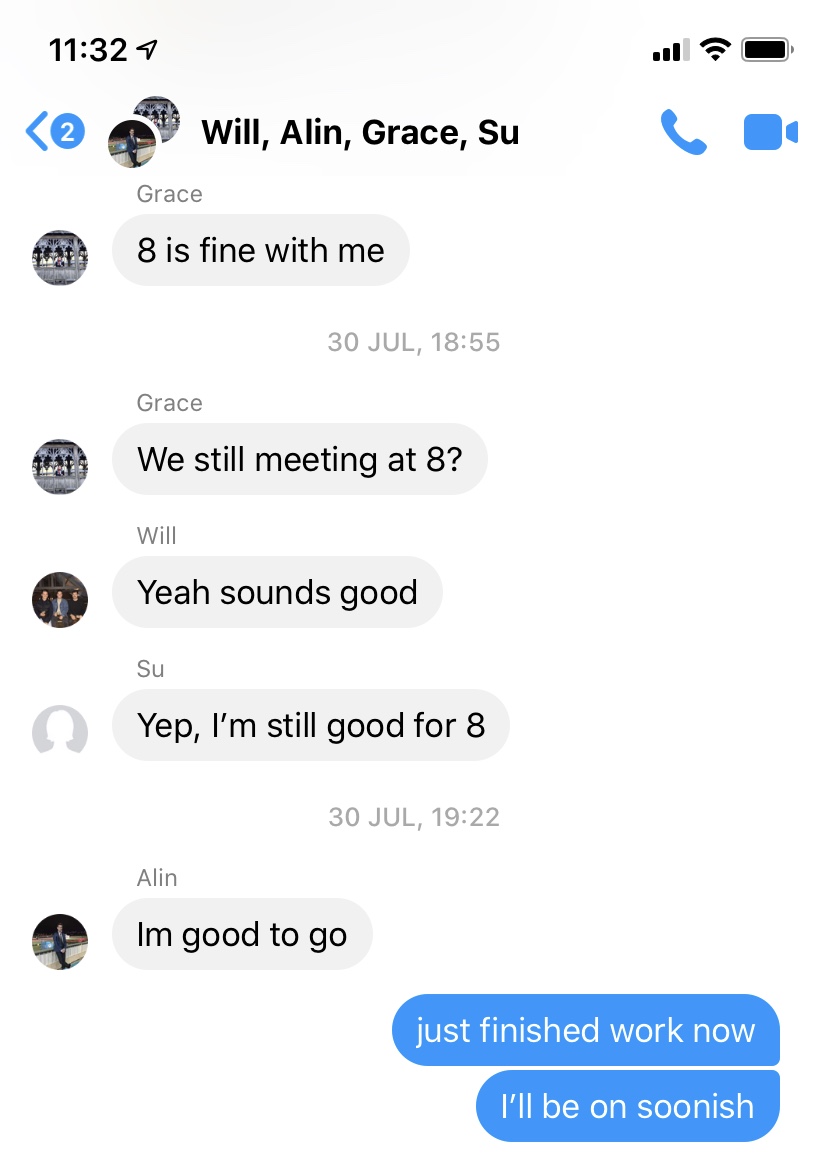 11:32
2
Will, Alin, Grace, Su
Grace
8 is fine with me
30 JUL, 18:55
Grace
We still meeting at 8?
Will
Yeah sounds good
Su
Yep, I’m still good for 8
30 JUL, 19:22
Alin
Im good to go
just finished work now
I’ll be on soonish